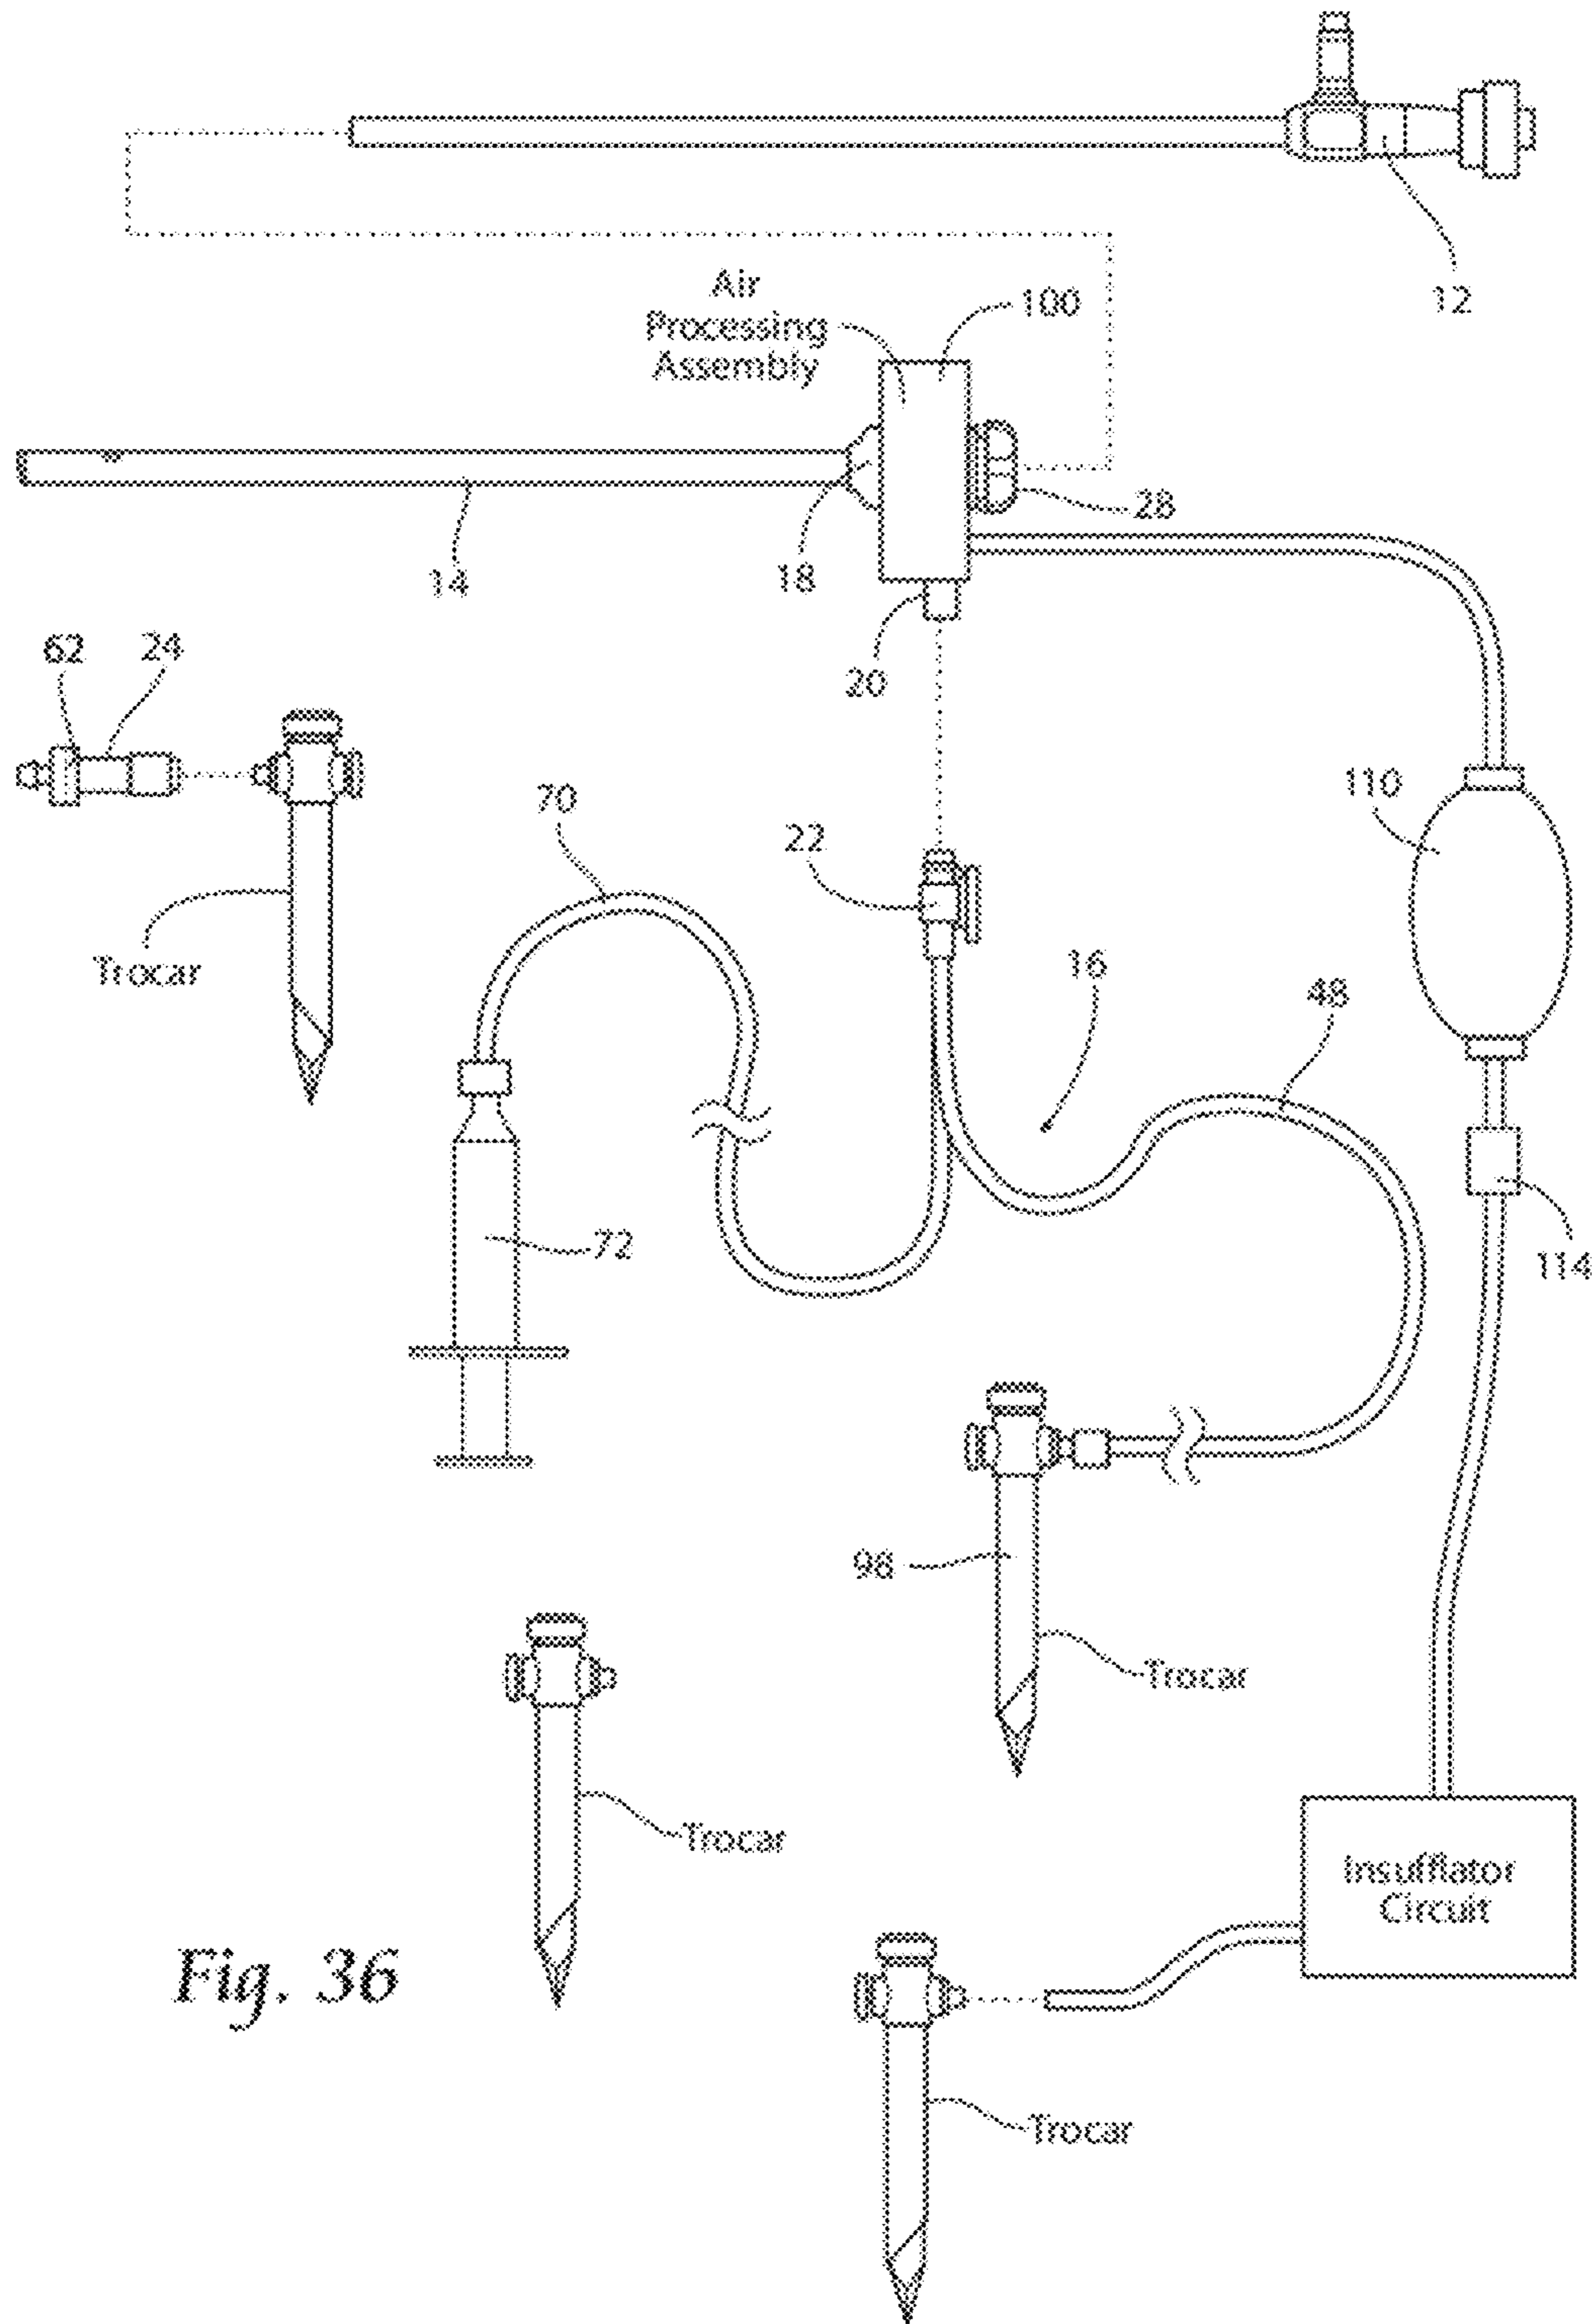 12
Air
Processing
Assembly
100
14
18
28
20
62
24
Trocar
70
22
110
16
48
72
114
98
Trocar
Trocar
Insufflator
Circuit
Trocar
Fig. 36